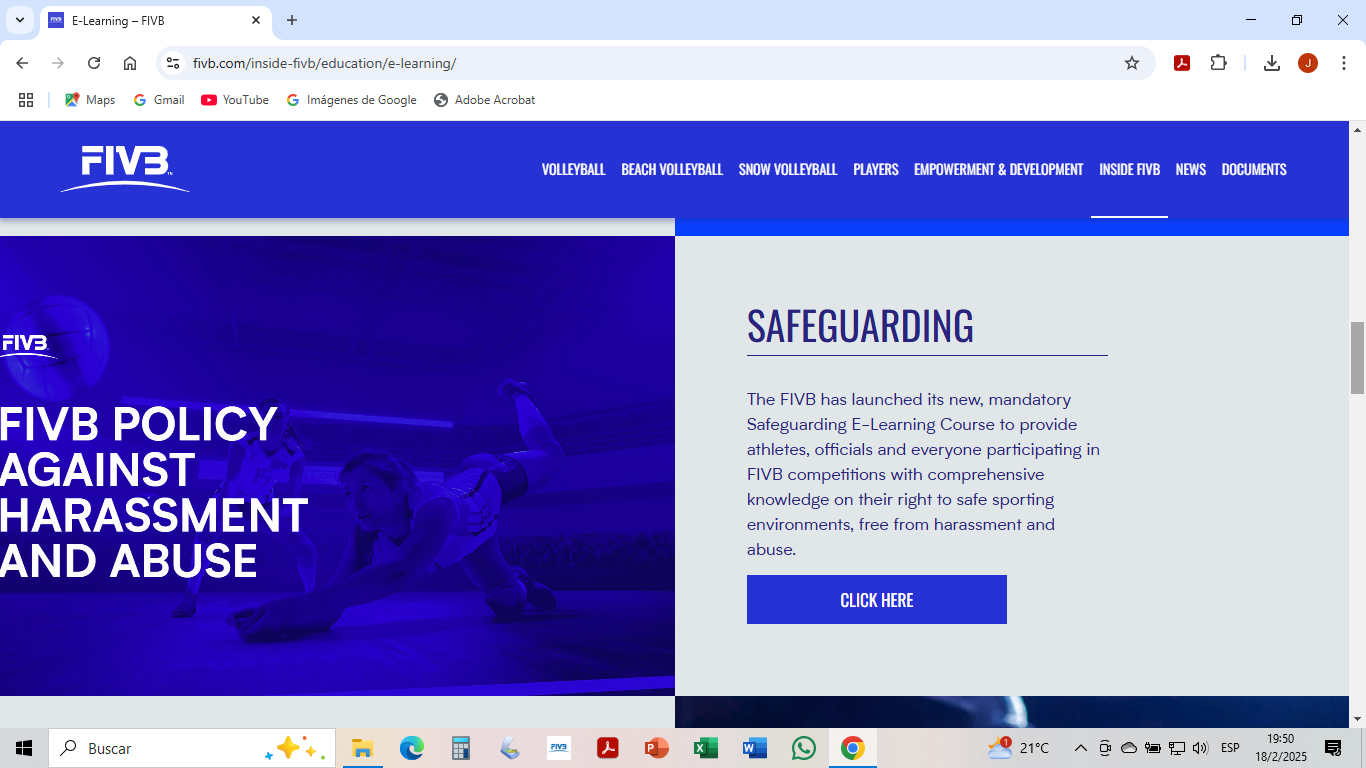 E-Learning – FIVB
fivb.com/inside-fivb/education/e-learning/
J
Maps Gmail YouTube Imágenes de Google Adobe Acrobat
FIVB
VOLLEYBALL BEACH VOLLEYBALL SNOW VOLLEYBALL PLAYERS EMPOWERMENT & DEVELOPMENT INSIDE FIVB NEWS DOCUMENTS
FIVB
FIVB POLICY
AGAINST
HARASSMENT
AND ABUSE
SAFEGUARDING
The FIVB has launched its new, mandatory
Safeguarding E-Learning Course to provide
athletes, officials and everyone participating in
FIVB competitions with comprehensive
knowledge on their right to safe sporting
environments, free from harassment and
abuse.
CLICK HERE
Buscar
FIVB
1
21°C
ESP
19:50
18/2/2025